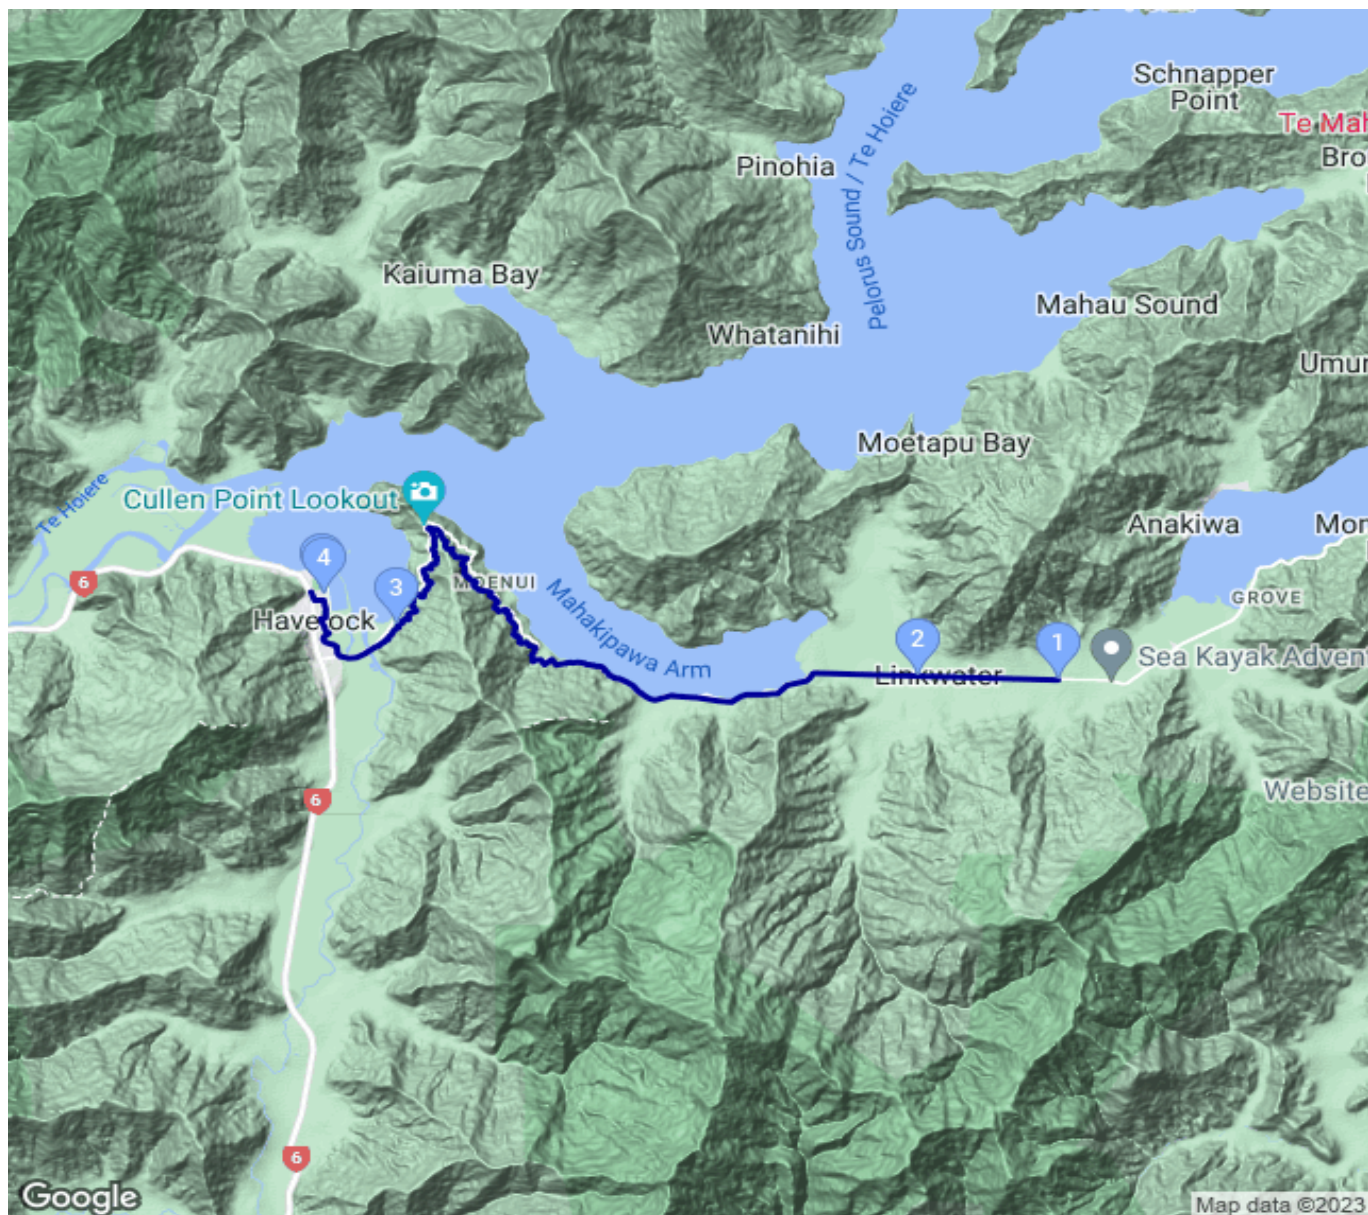 Schnapper
Point
Te Mah
Bro
Pinohia
Pelorus Sound / Te Hoiere
Kaiuma Bay
Mahau Sound
Whatanihi
Umur
Moetapu Bay
Te Hoiere
Cullen Point Lookout
Anakiwa
Mor
4
6
3
MOENUI
GROVE
Havelock
Mahakipawa Arm
2
1
Linkwater
Sea Kayak Advent
6
Website
6
Google
Map data ©2023